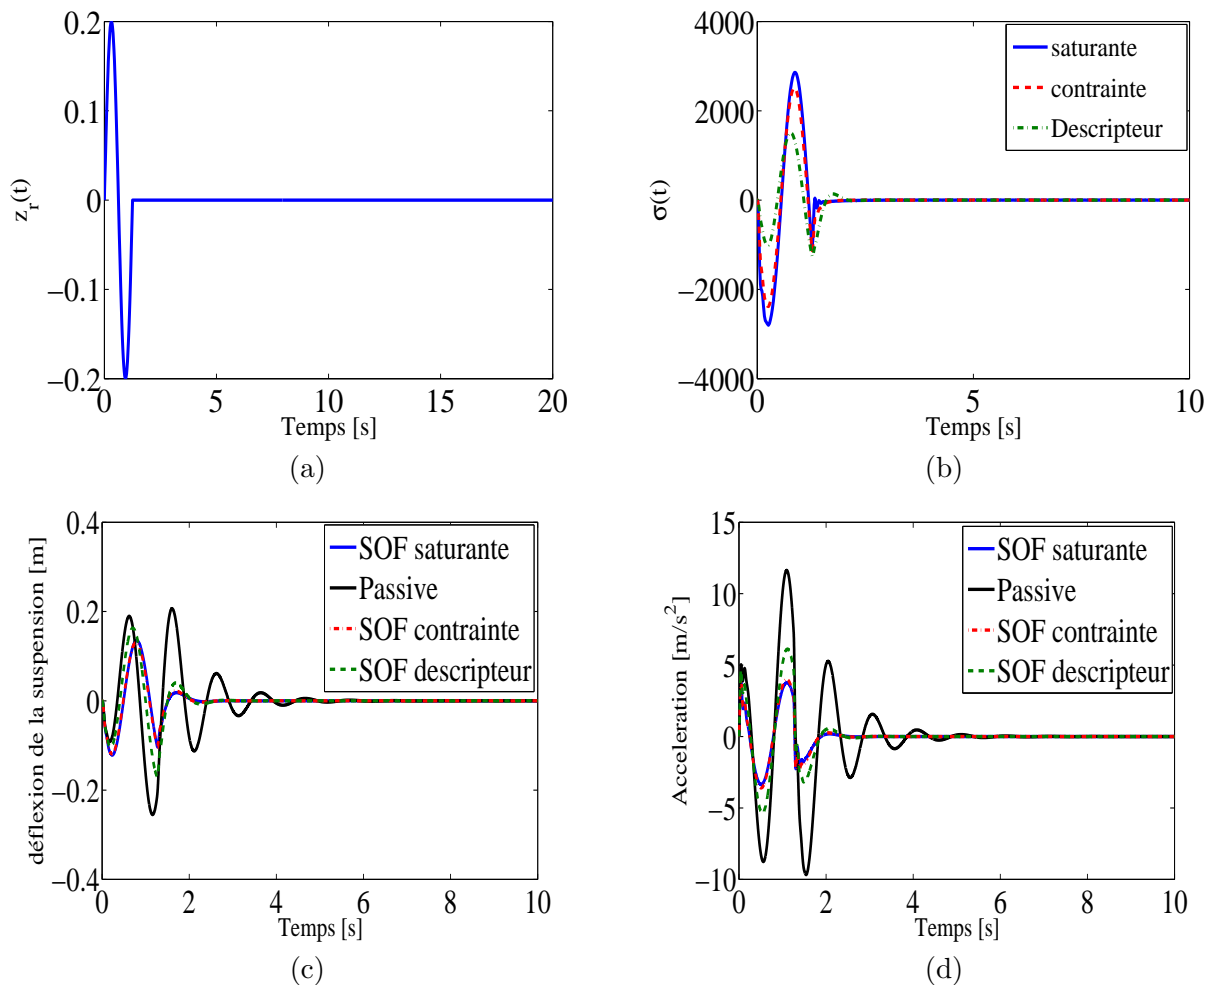 0.2
0.1
0
−0.1
−0.2
z_r(t)
0
5
10
15
20
Temps [s]
(a)
4000
2000
0
−2000
−4000
σ(t)
saturante
contrainte
Descripteur
0
5
10
Temps [s]
(b)
0.4
0.2
0
−0.2
−0.4
déflexion de la suspension [m]
SOF saturante
Passive
SOF contrainte
SOF descripteur
0
2
4
6
8
10
Temps [s]
(c)
15
10
5
0
−5
−10
Acceleration [m/s²]
SOF saturante
Passive
SOF contrainte
SOF descripteur
0
2
4
6
8
10
Temps [s]
(d)